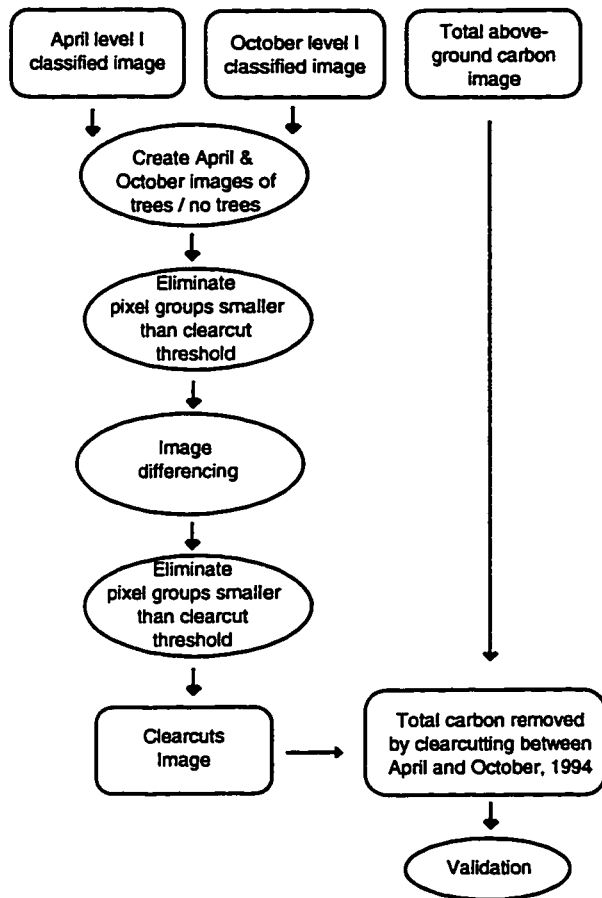 April level I
classified image
October level I
classified image
Total above-
ground carbon
image
Create April &
October images of
trees / no trees
Eliminate
pixel groups smaller
than clearcut
threshold
Image
differencing
Eliminate
pixel groups smaller
than clearcut
threshold
Clearcuts
Image
Total carbon removed
by clearcutting between
April and October, 1994
Validation